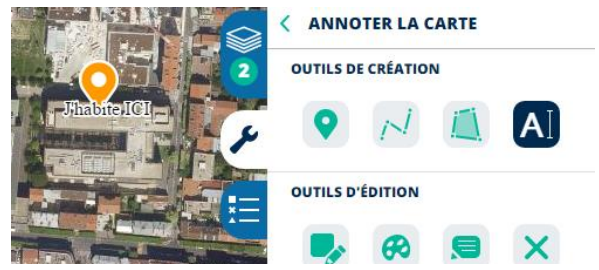 ANNOTER LA CARTE
OUTILS DE CRÉATION
2
J'habite ICI
A
OUTILS D'ÉDITION